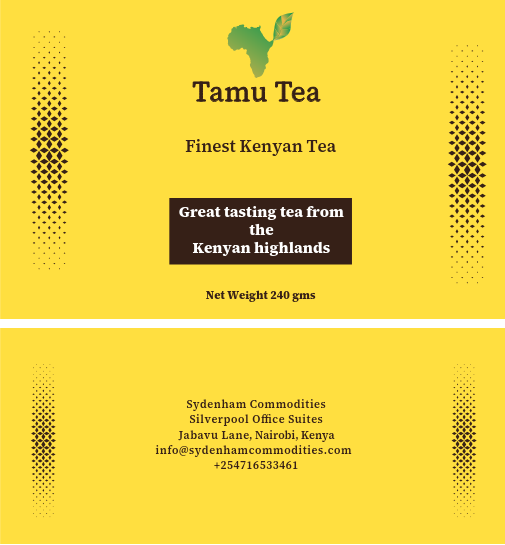 Tamu Tea
Finest Kenyan Tea
Great tasting tea from
the
Kenyan highlands
Net Weight 240 gms
Sydenham Commodities
Silverpool Office Suites
Jabavu Lane, Nairobi, Kenya
info@sydenhamcommodities.com
+254716533461